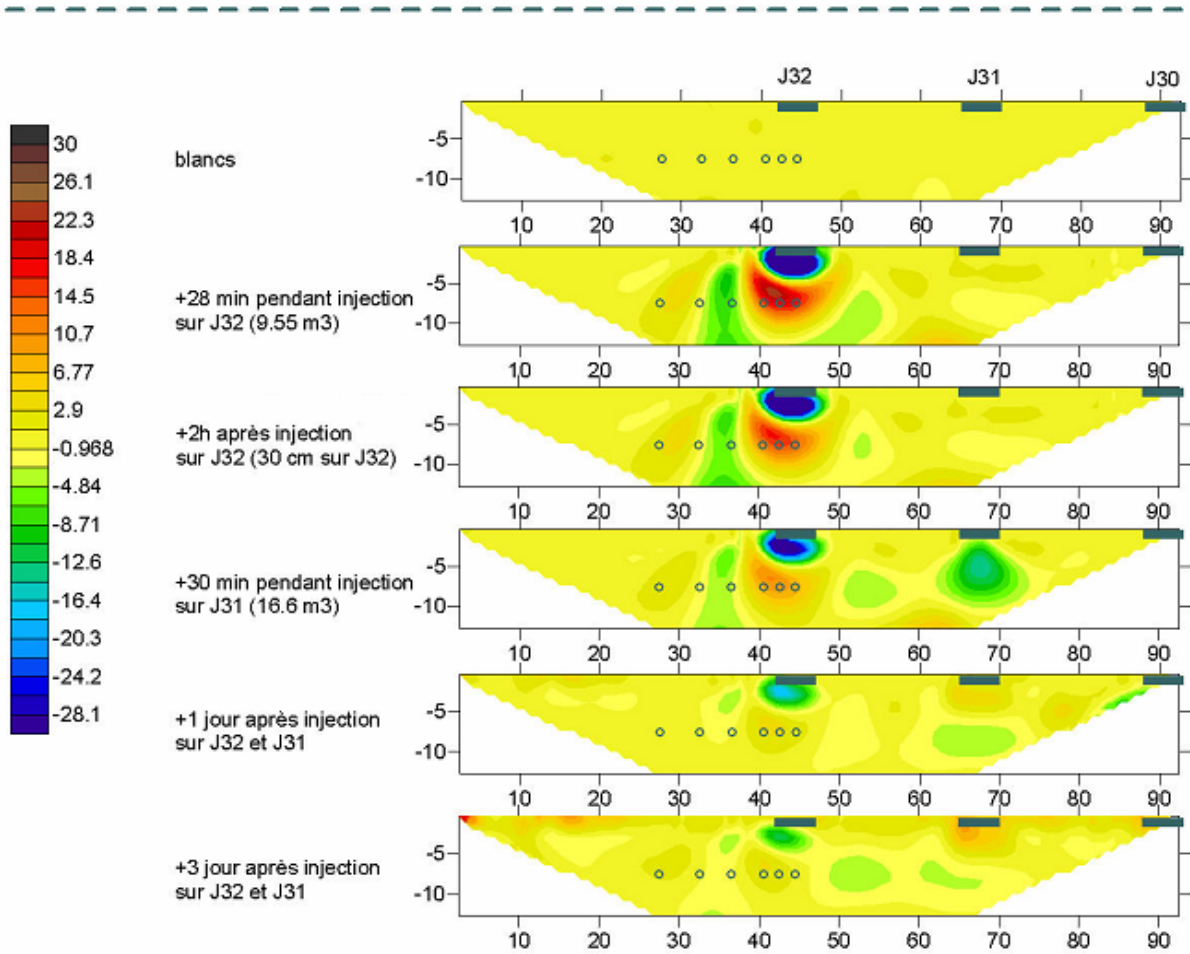 J32 J31 J30
30
26.1
22.3
18.4
14.5
10.7
6.77
2.9
-0.968
-4.84
-8.71
-12.6
-16.4
-20.3
-24.2
-28.1
blancs
-5
-10
10 20 30 40 50 60 70 80 90
+28 min pendant injection
sur J32 (9.55 m3)
-5
-10
10 20 30 40 50 60 70 80 90
+2h après injection
sur J32 (30 cm sur J32)
-5
-10
10 20 30 40 50 60 70 80 90
+30 min pendant injection
sur J31 (16.6 m3)
-5
-10
10 20 30 40 50 60 70 80 90
+1 jour après injection
sur J32 et J31
-5
-10
10 20 30 40 50 60 70 80 90
+3 jour après injection
sur J32 et J31
-5
-10
10 20 30 40 50 60 70 80 90